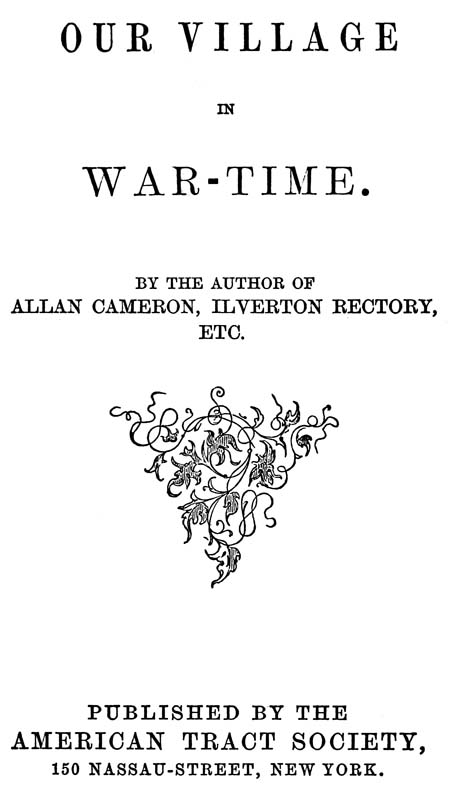 OUR VILLAGE
IN
WAR-TIME.
BY THE AUTHOR OF
ALLAN CAMERON, ILVERTON RECTORY,
ETC.
PUBLISHED BY THE
AMERICAN TRACT SOCIETY,
150 NASSAU-STREET, NEW YORK.